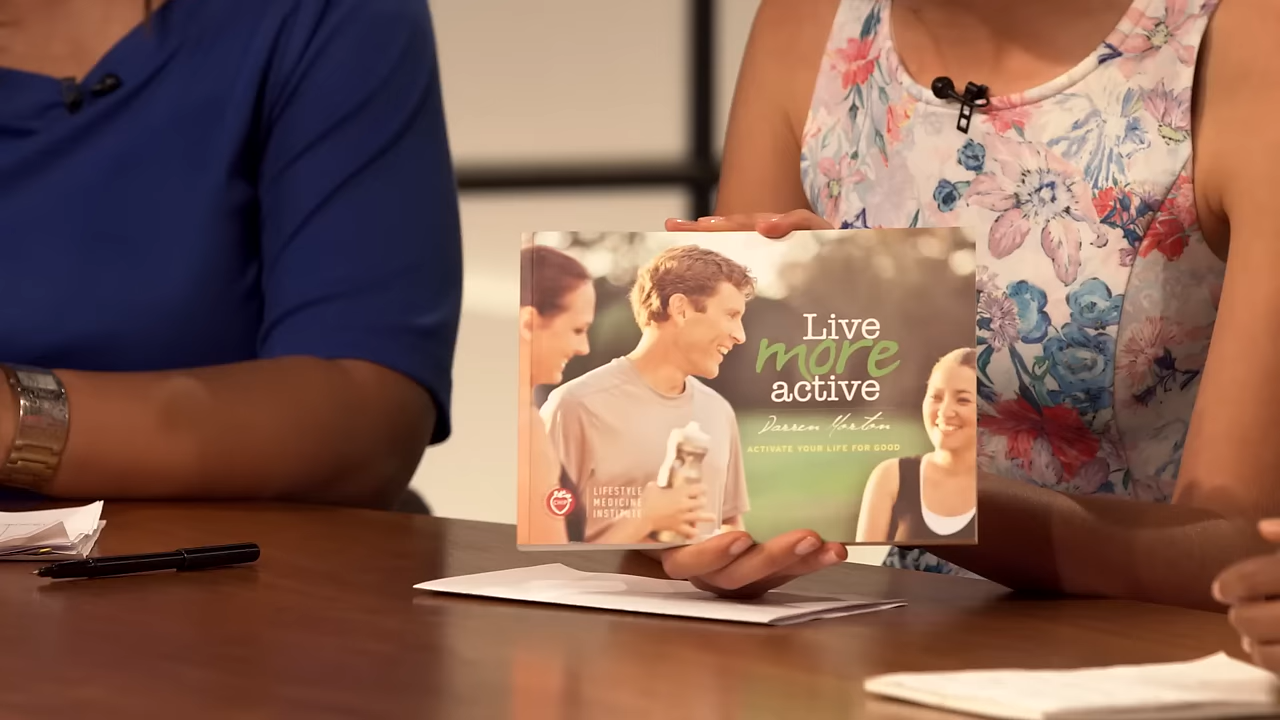 Live
more
active
Darren Morton
ACTIVATE YOUR LIFE FOR GOOD
LIFESTYLE
MEDICINE
INSTITUTE